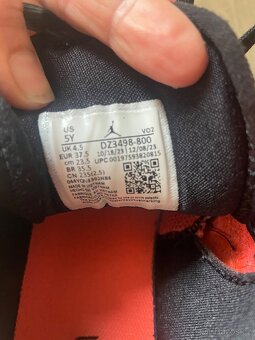 US
5Y
UK 4.5
EUR 37.5
cm 23.5
BR 35.5
CN 235(2.5)
VO2
DZ3498-800
10/18/23 12/08/23
UPC 00197593820815